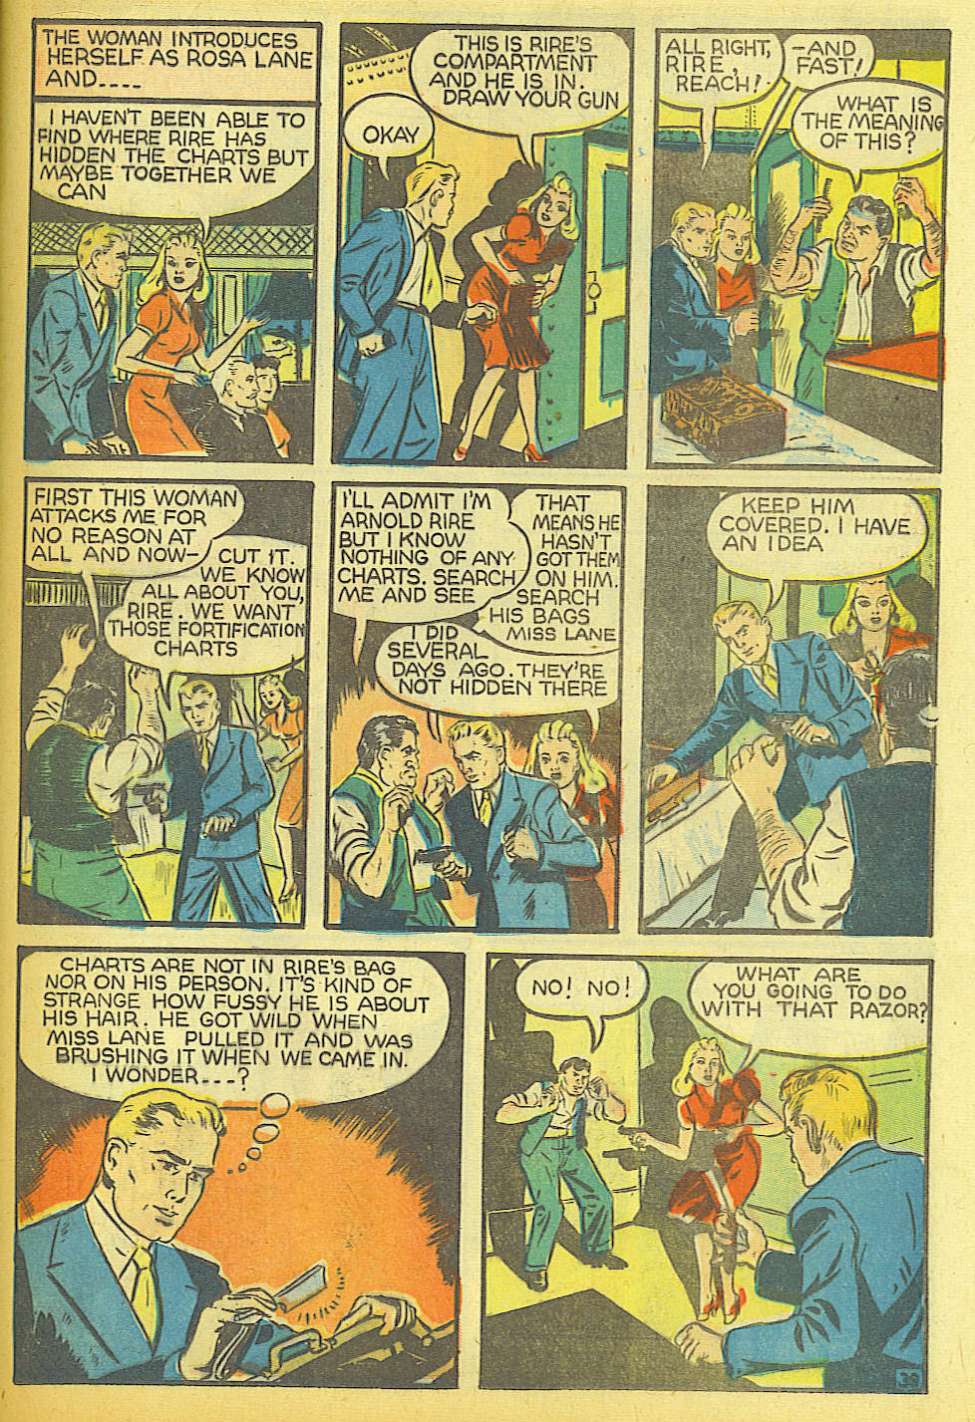 THE WOMAN INTRODUCES
HERSELF AS ROSA LANE
AND----
I HAVEN'T BEEN ABLE TO
FIND WHERE RIRE HAS
HIDDEN THE CHARTS BUT
MAYBE TOGETHER WE
CAN
OKAY
THIS IS RIRE'S
COMPARTMENT
AND HE IS IN.
DRAW YOUR GUN
ALL RIGHT,
RIRE,
REACH!
-AND
FAST!
WHAT IS
THE MEANING
OF THIS?
FIRST THIS WOMAN
ATTACKS ME FOR
NO REASON AT
ALL AND NOW-
CUT IT.
WE KNOW
ALL ABOUT YOU,
RIRE. WE WANT
THOSE FORTIFICATION
CHARTS
I'LL ADMIT I'M
ARNOLD RIRE
BUT I KNOW
NOTHING OF ANY
CHARTS. SEARCH
ME AND SEE
THAT
MEANS HE
HASN'T
GOT THEM
ON HIM.
SEARCH
HIS BAGS
MISS LANE
I DID
SEVERAL
DAYS AGO. THEY'RE
NOT HIDDEN THERE
KEEP HIM
COVERED. I HAVE
AN IDEA
CHARTS ARE NOT IN RIRE'S BAG
NOR ON HIS PERSON. IT'S KIND OF
STRANGE HOW FUSSY HE IS ABOUT
HIS HAIR. HE GOT WILD WHEN
MISS LANE PULLED IT AND WAS
BRUSHING IT WHEN WE CAME IN.
I WONDER---?
NO! NO!
WHAT ARE
YOU GOING TO DO
WITH THAT RAZOR?
39